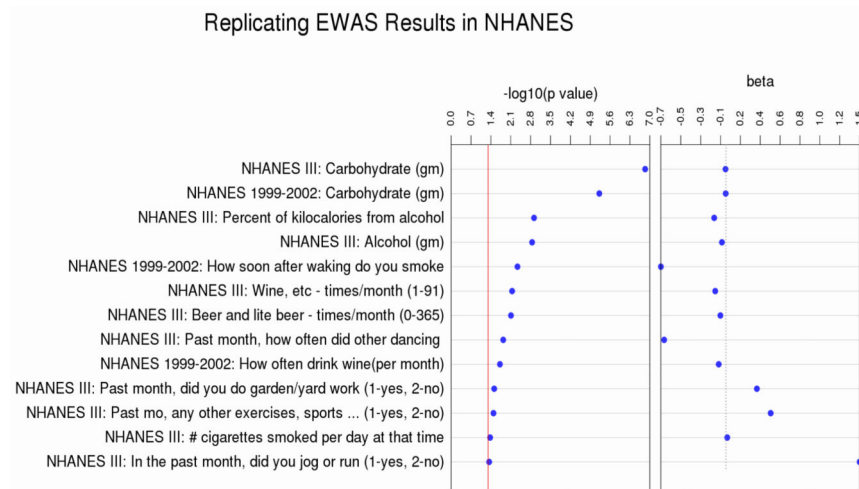 Replicating EWAS Results in NHANES
-log10(p value)
beta
0.0 0.7 1.4 2.1 2.8 3.5 4.2 4.9 5.6 6.3 7.0 -0.7 -0.5 -0.3 -0.1 0.2 0.4 0.6 0.8 1.0 1.2
NHANES III: Carbohydrate (gm)
NHANES 1999-2002: Carbohydrate (gm)
NHANES III: Percent of kilocalories from alcohol
NHANES III: Alcohol (gm)
NHANES 1999-2002: How soon after waking do you smoke
NHANES III: Wine, etc - times/month (1-91)
NHANES III: Beer and lite beer - times/month (0-365)
NHANES III: Past month, how often did other dancing
NHANES 1999-2002: How often drink wine(per month)
NHANES III: Past month, did you do garden/yard work (1-yes, 2-no)
NHANES III: Past mo, any other exercises, sports ... (1-yes, 2-no)
NHANES III: # cigarettes smoked per day at that time
NHANES III: In the past month, did you jog or run (1-yes, 2-no)